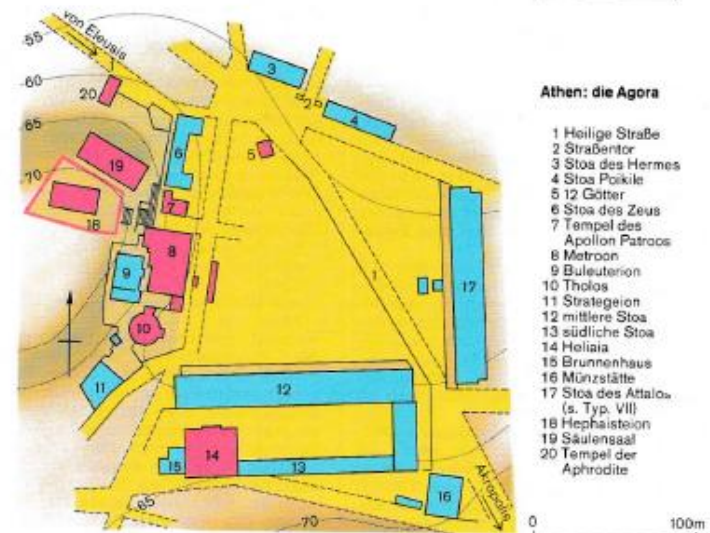 von Eleusis
55
60
65
70
20
19
18
3
2
4
6
5
7
8
9
10
11
1
17
12
14
15
13
16
65
70
Akropolis
Athen: die Agora
1 Heilige Straße
2 Straßentor
3 Stoa des Hermes
4 Stoa Poikile
5 12 Götter
6 Stoa des Zeus
7 Tempel des
Apollon Patroos
8 Metroon
9 Buleuterion
10 Tholos
11 Strategeion
12 mittlere Stoa
13 südliche Stoa
14 Heliaia
15 Brunnenhaus
16 Münzstätte
17 Stoa des Attalos
(s. Typ. VII)
18 Hephaisteion
19 Säulensaal
20 Tempel der
Aphrodite
0 100m